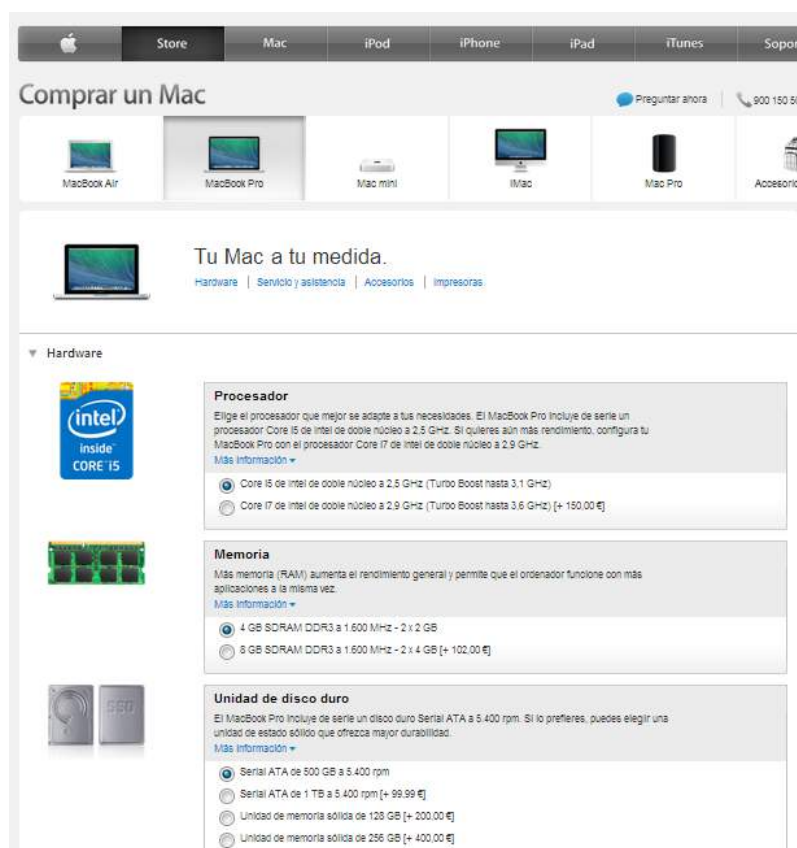 Store Mac iPod iPhone iPad iTunes Sopor
Comprar un Mac
Preguntar ahora 900 150 50
MacBook Air MacBook Pro Mac mini iMac Mac Pro Accesorio
Tu Mac a tu medida.
Hardware | Servicio y asistencia | Accesorios | Impresoras
Hardware
(intel)
inside
CORE i5
Procesador
Elige el procesador que mejor se adapte a tus necesidades. El MacBook Pro incluye de serie un
procesador Core i5 de Intel de doble núcleo a 2,5 GHz. Si quieres aún más rendimiento, configura tu
MacBook Pro con el procesador Core i7 de Intel de doble núcleo a 2,9 GHz.
Más información
Core i5 de Intel de doble núcleo a 2,5 GHz (Turbo Boost hasta 3,1 GHz)
Core i7 de Intel de doble núcleo a 2,9 GHz (Turbo Boost hasta 3,6 GHz) [+ 150,00 €]
Memoria
Más memoria (RAM) aumenta el rendimiento general y permite que el ordenador funcione con más
aplicaciones a la misma vez.
Más información
4 GB SDRAM DDR3 a 1.600 MHz - 2 x 2 GB
8 GB SDRAM DDR3 a 1.600 MHz - 2 x 4 GB [+ 102,00 €]
SSD
Unidad de disco duro
El MacBook Pro incluye de serie un disco duro Serial ATA a 5.400 rpm. Si lo prefieres, puedes elegir una
unidad de estado sólido que ofrezca mayor durabilidad.
Más información
Serial ATA de 500 GB a 5.400 rpm
Serial ATA de 1 TB a 5.400 rpm [+ 99,99 €]
Unidad de memoria sólida de 128 GB [+ 200,00 €]
Unidad de memoria sólida de 256 GB [+ 400,00 €]